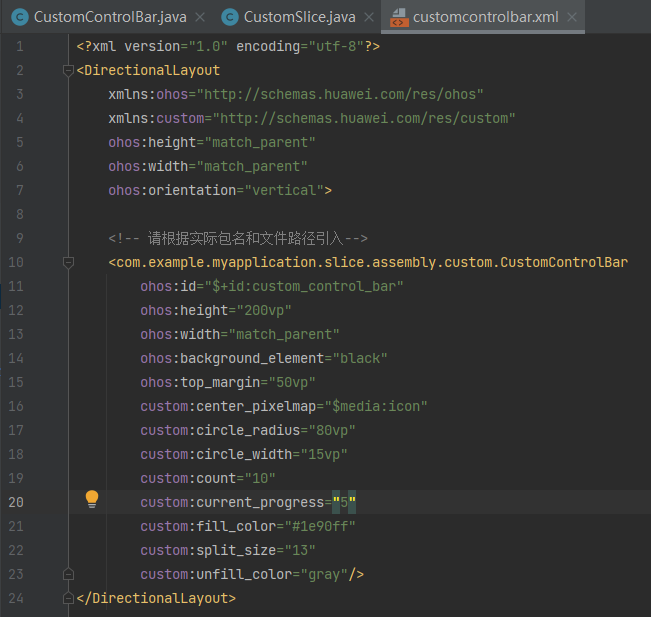 CustomControlBar.java CustomSlice.java customcontrolbar.xml
1 <?xml version="1.0" encoding="utf-8"?>
2 <DirectionalLayout
3 xmlns:ohos="http://schemas.huawei.com/res/ohos"
4 xmlns:custom="http://schemas.huawei.com/res/custom"
5 ohos:height="match_parent"
6 ohos:width="match_parent"
7 ohos:orientation="vertical">
8
9 <!-- 请根据实际包名和文件路径引入-->
10 <com.example.myapplication.slice.assembly.custom.CustomControlBar
11 ohos:id="$+id:custom_control_bar"
12 ohos:height="200vp"
13 ohos:width="match_parent"
14 ohos:background_element="black"
15 ohos:top_margin="50vp"
16 custom:center_pixelmap="$media:icon"
17 custom:circle_radius="80vp"
18 custom:circle_width="15vp"
19 custom:count="10"
20 custom:current_progress="5"
21 custom:fill_color="#1e90ff"
22 custom:split_size="13"
23 custom:unfill_color="gray"/>
24 </DirectionalLayout>